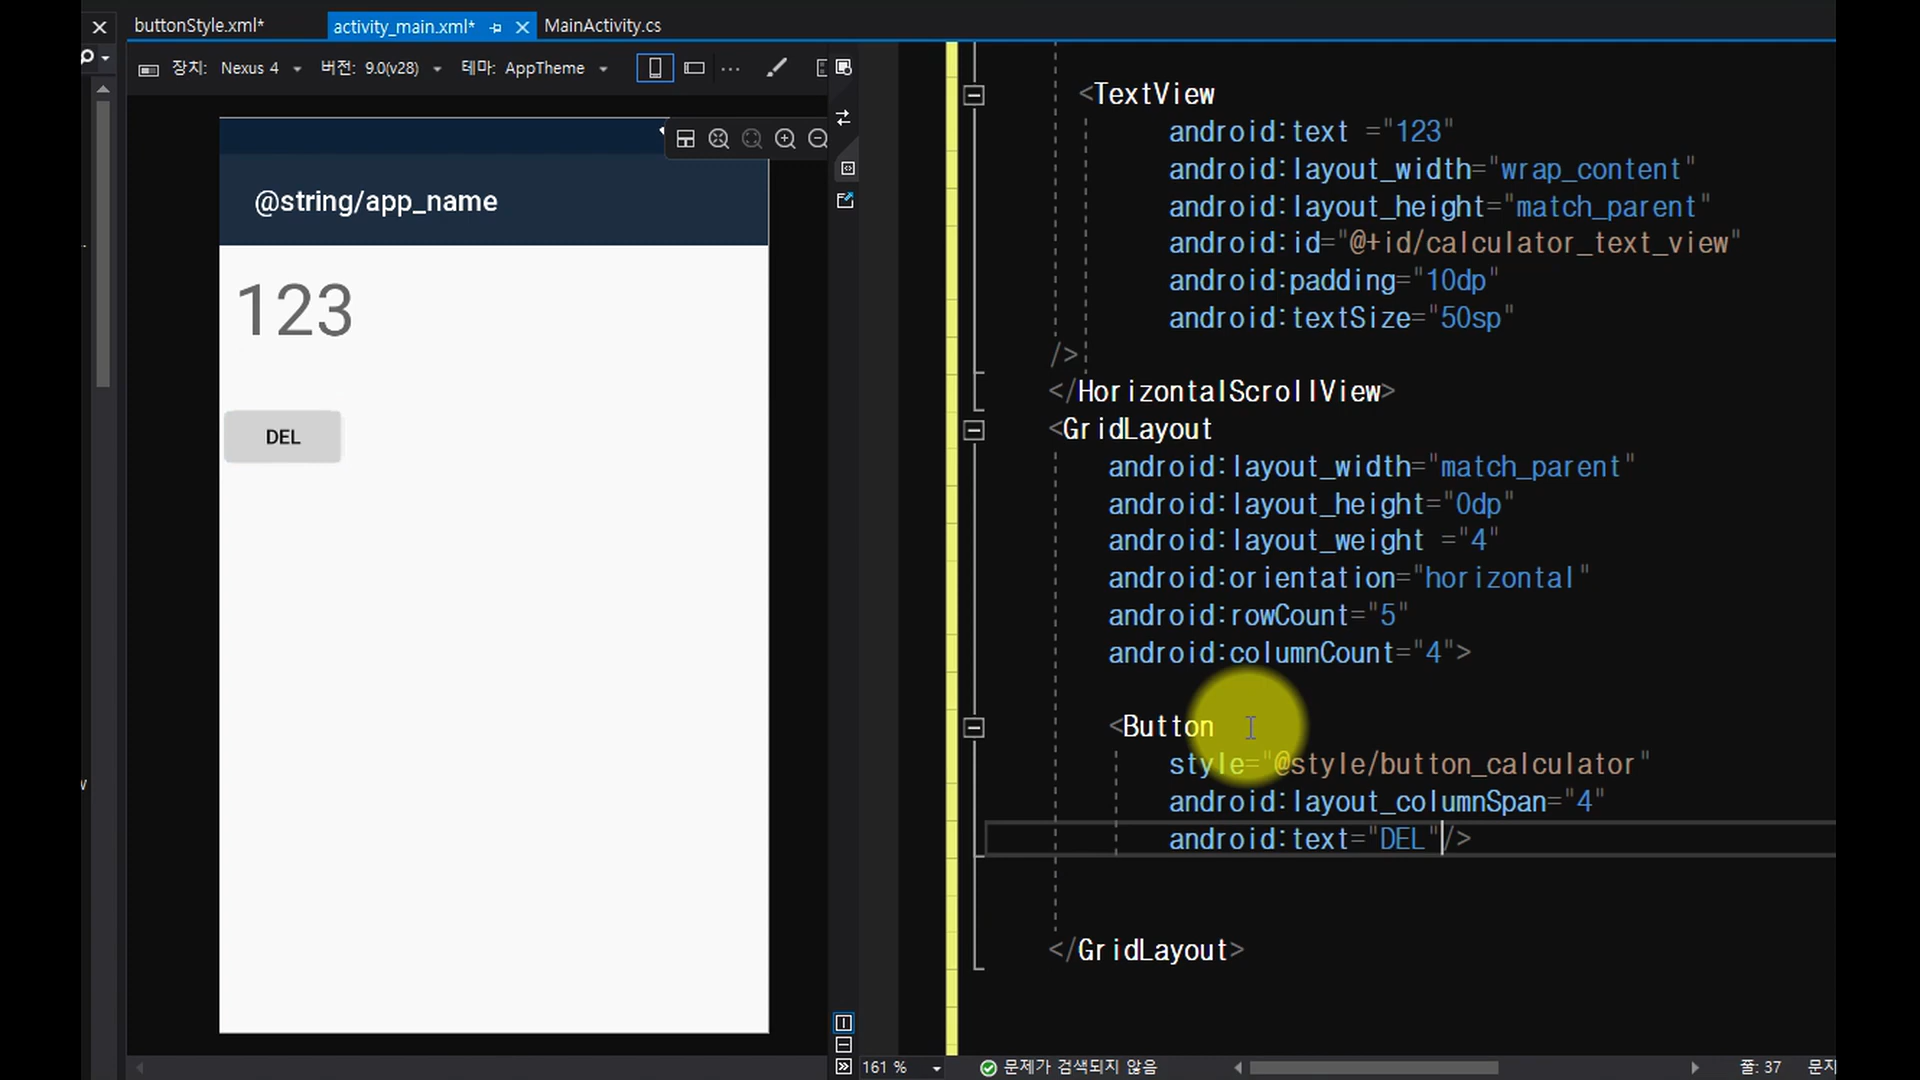 buttonStyle.xml* activity_main.xml* MainActivity.cs
장치: Nexus 4 버전: 9.0(v28) 테마: AppTheme
@string/app_name
123
DEL
<TextView
android:text ="123"
android:layout_width="wrap_content"
android:layout_height="match_parent"
android:id="@+id/calculator_text_view"
android:padding="10dp"
android:textSize="50sp"
/>
</HorizontalScrollView>
<GridLayout
android:layout_width="match_parent"
android:layout_height="0dp"
android:layout_weight ="4"
android:orientation="horizontal"
android:rowCount="5"
android:columnCount="4">
<Button
style="@style/button_calculator"
android:layout_columnSpan="4"
android:text="DEL"/>
</GridLayout>
161 % 문제가 검색되지 않음 줄: 37 문자